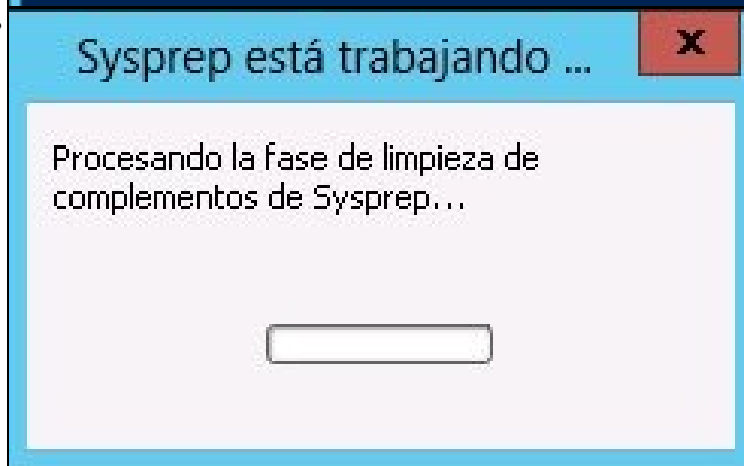 Sysprep está trabajando ...
x
Procesando la fase de limpieza de
complementos de Sysprep...